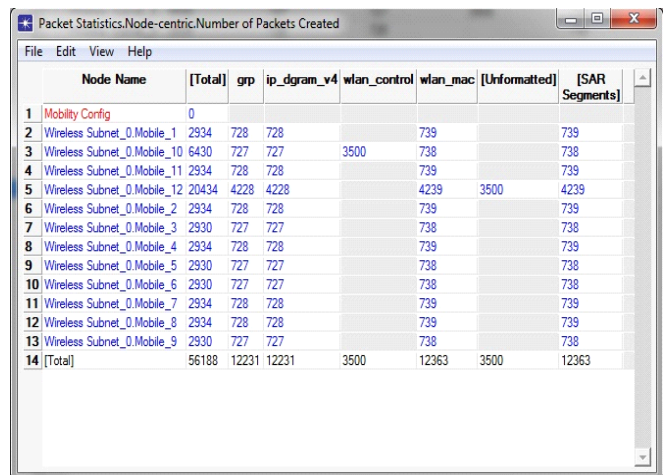 Packet Statistics.Node-centric.Number of Packets Created
File Edit View Help
Node Name [Total] grp ip_dgram_v4 wlan_control wlan_mac [Unformatted] [SAR Segments]
1 Mobility Config 0
2 Wireless Subnet_0.Mobile_1 2934 728 728 739 739
3 Wireless Subnet_0.Mobile_10 6430 727 727 3500 738 738
4 Wireless Subnet_0.Mobile_11 2934 728 728 739 739
5 Wireless Subnet_0.Mobile_12 20434 4228 4228 4239 3500 4239
6 Wireless Subnet_0.Mobile_2 2934 728 728 739 739
7 Wireless Subnet_0.Mobile_3 2930 727 727 738 738
8 Wireless Subnet_0.Mobile_4 2934 728 728 739 739
9 Wireless Subnet_0.Mobile_5 2930 727 727 738 738
10 Wireless Subnet_0.Mobile_6 2930 727 727 738 738
11 Wireless Subnet_0.Mobile_7 2934 728 728 739 739
12 Wireless Subnet_0.Mobile_8 2934 728 728 739 739
13 Wireless Subnet_0.Mobile_9 2930 727 727 738 738
14 [Total] 56188 12231 12231 3500 12363 3500 12363